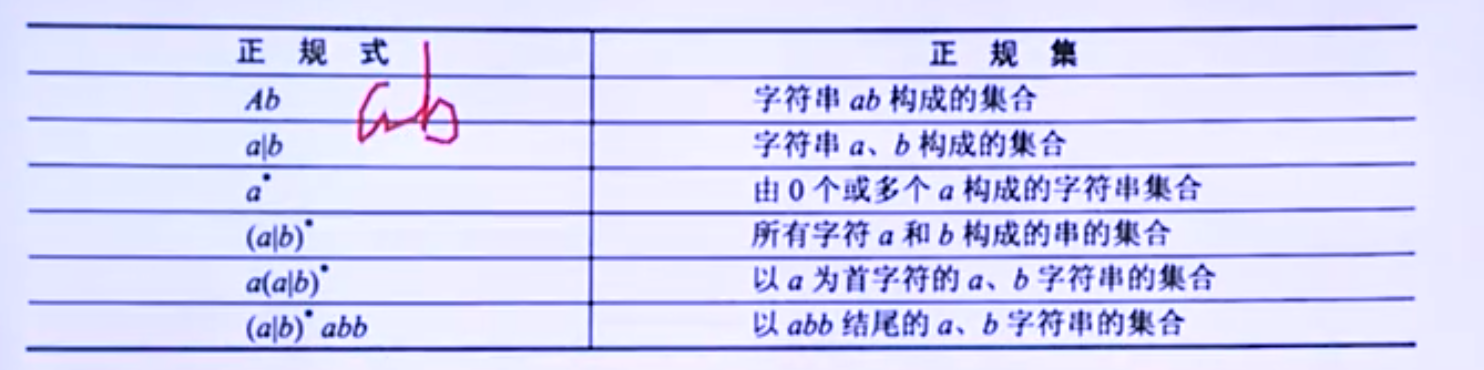 正 规 式 正 规 集
Ab ab 字符串 ab 构成的集合
a|b 字符串 a、b 构成的集合
a* 由 0 个或多个 a 构成的字符串集合
(a|b)* 所有字符 a 和 b 构成的串的集合
a(a|b)* 以 a 为首字符的 a、b 字符串的集合
(a|b)* abb 以 abb 结尾的 a、b 字符串的集合